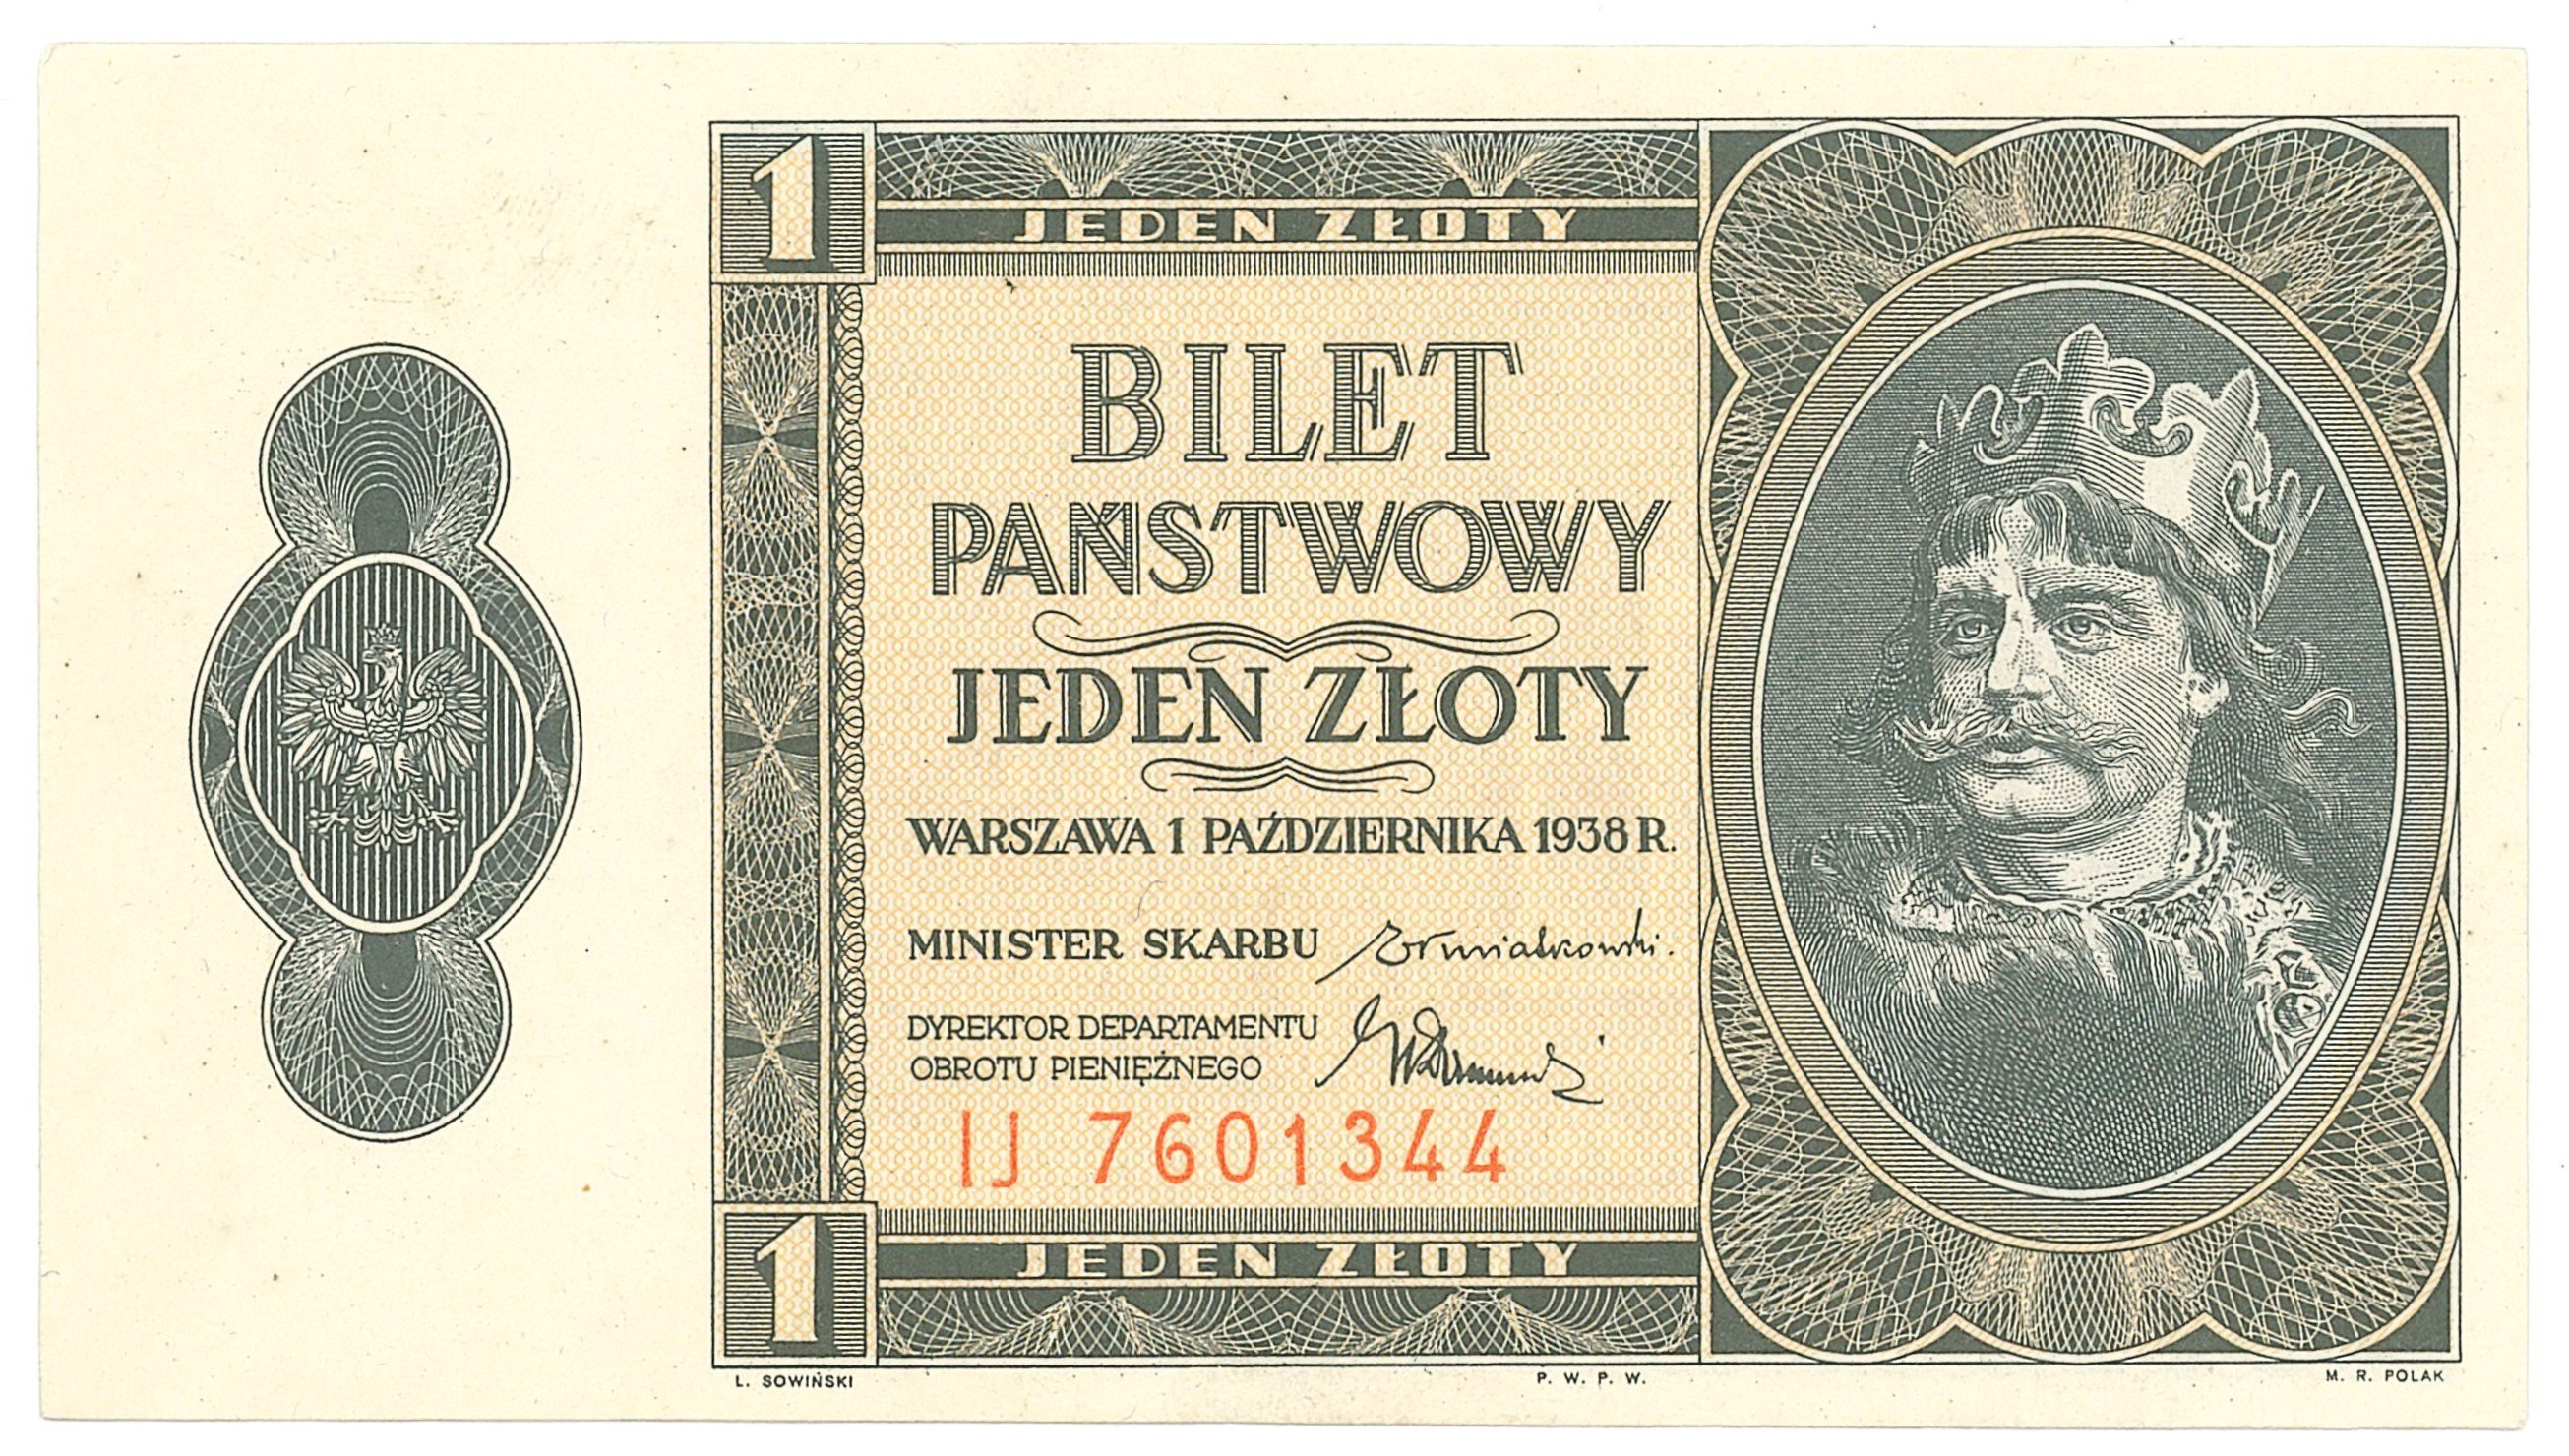 1
JEDEN ZŁOTY
BILET
PAŃSTWOWY
JEDEN ZŁOTY
WARSZAWA 1 PAŹDZIERNIKA 1938 R.
MINISTER SKARBU
DYREKTOR DEPARTAMENTU
OBROTU PIENIĘŻNEGO
IJ 7601344
1
JEDEN ZŁOTY
L. SOWIŃSKI
P. W. P. W.
M. R. POLAK